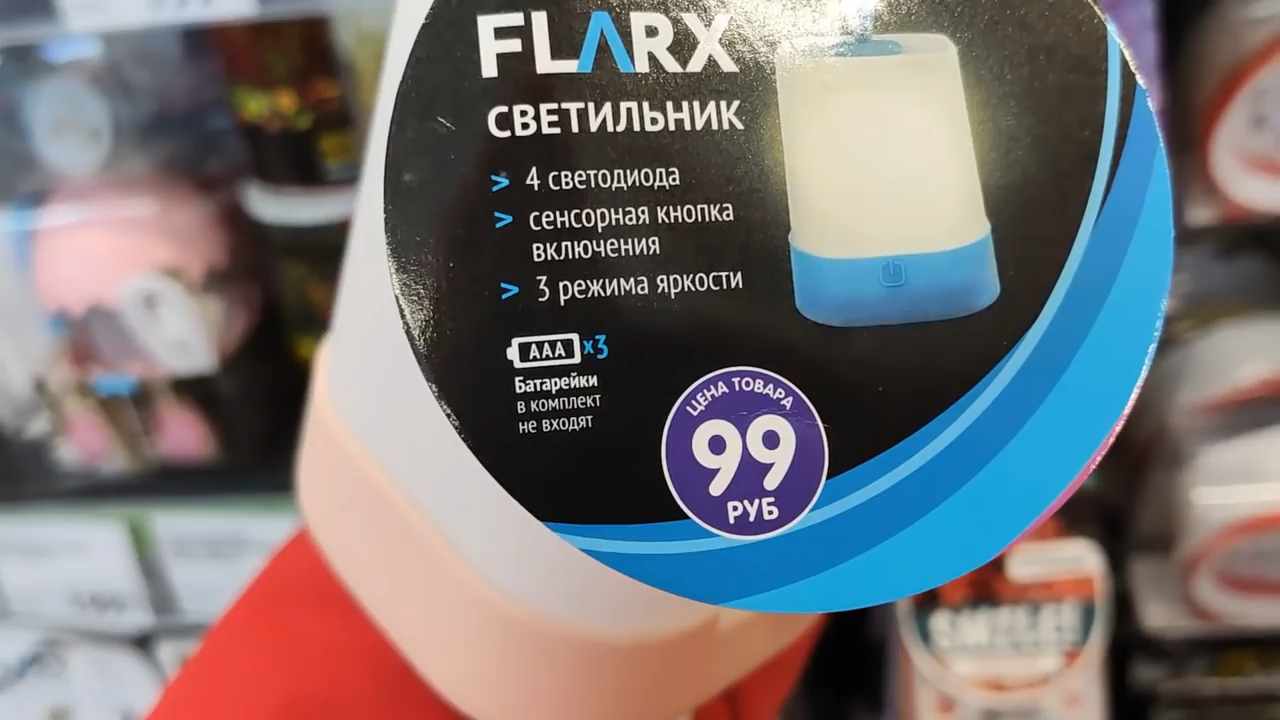 FLARX
СВЕТИЛЬНИК
> 4 светодиода
> сенсорная кнопка
включения
> 3 режима яркости
AAA x3
Батарейки
в комплект
не входят
ЦЕНА ТОВАРА
99
РУБ
SMILE!